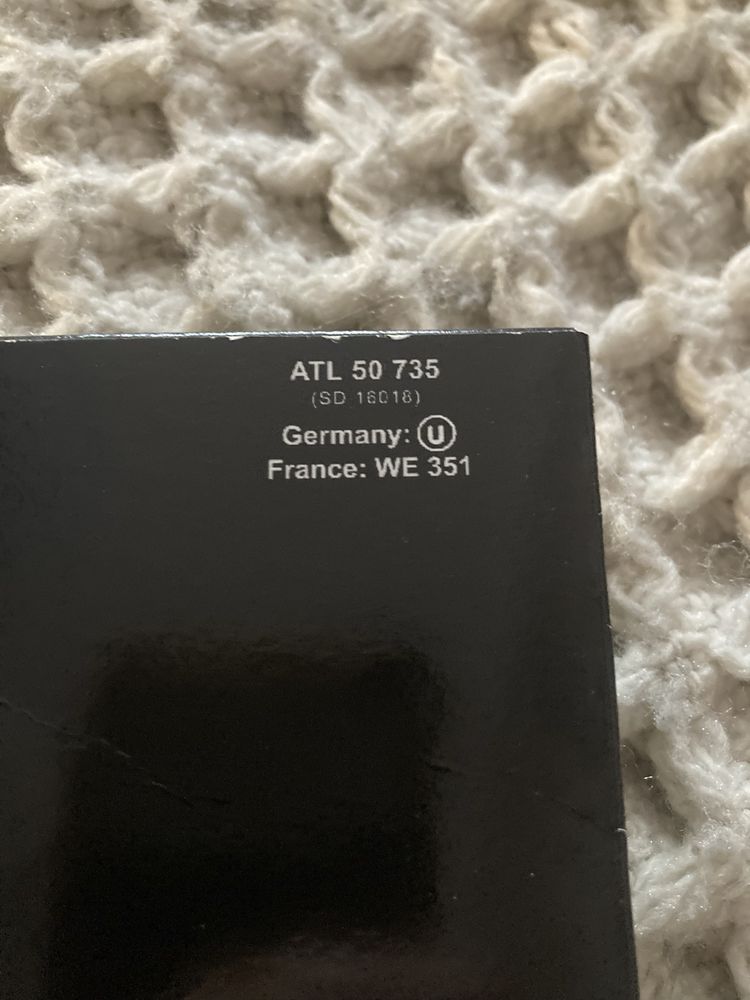 ATL 50 735
(SD 16018)
Germany: Ⓤ
France: WE 351